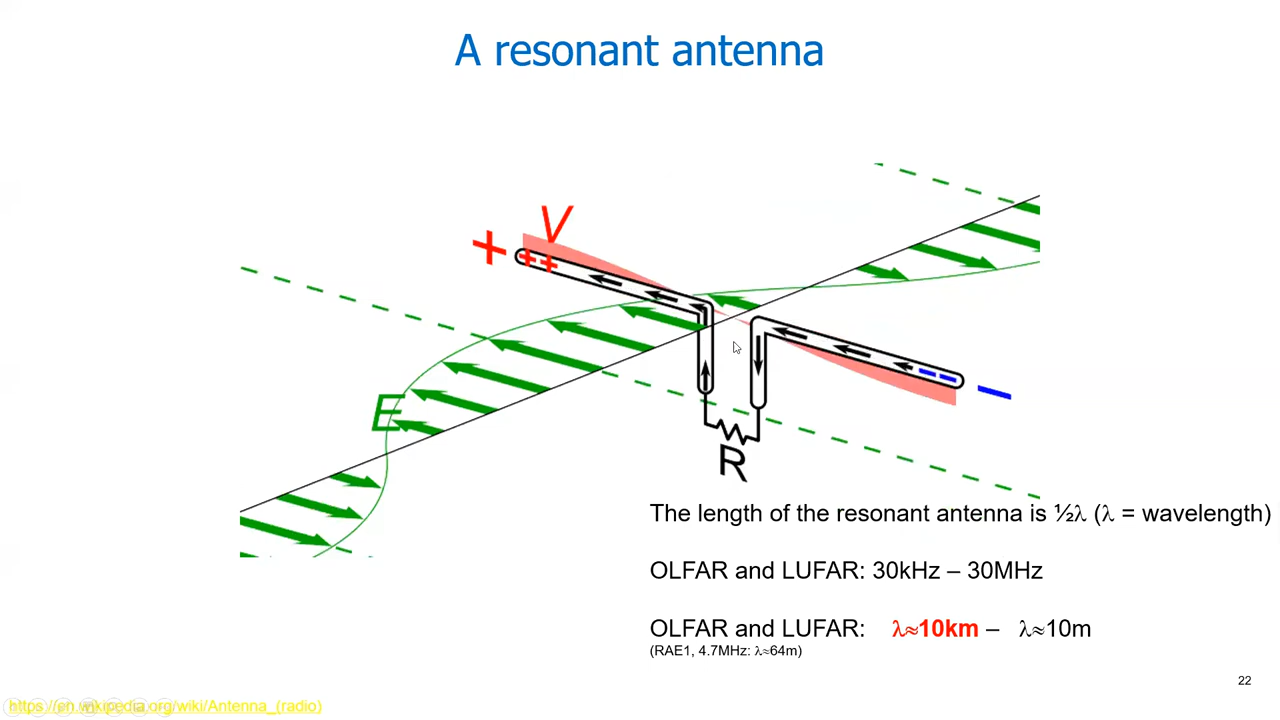 A resonant antenna
+ V
++
E
R
−
The length of the resonant antenna is ½λ (λ = wavelength)
OLFAR and LUFAR: 30kHz – 30MHz
OLFAR and LUFAR: λ≈10km – λ≈10m
(RAE1, 4.7MHz: λ≈64m)
22
https://en.wikipedia.org/wiki/Antenna_(radio)